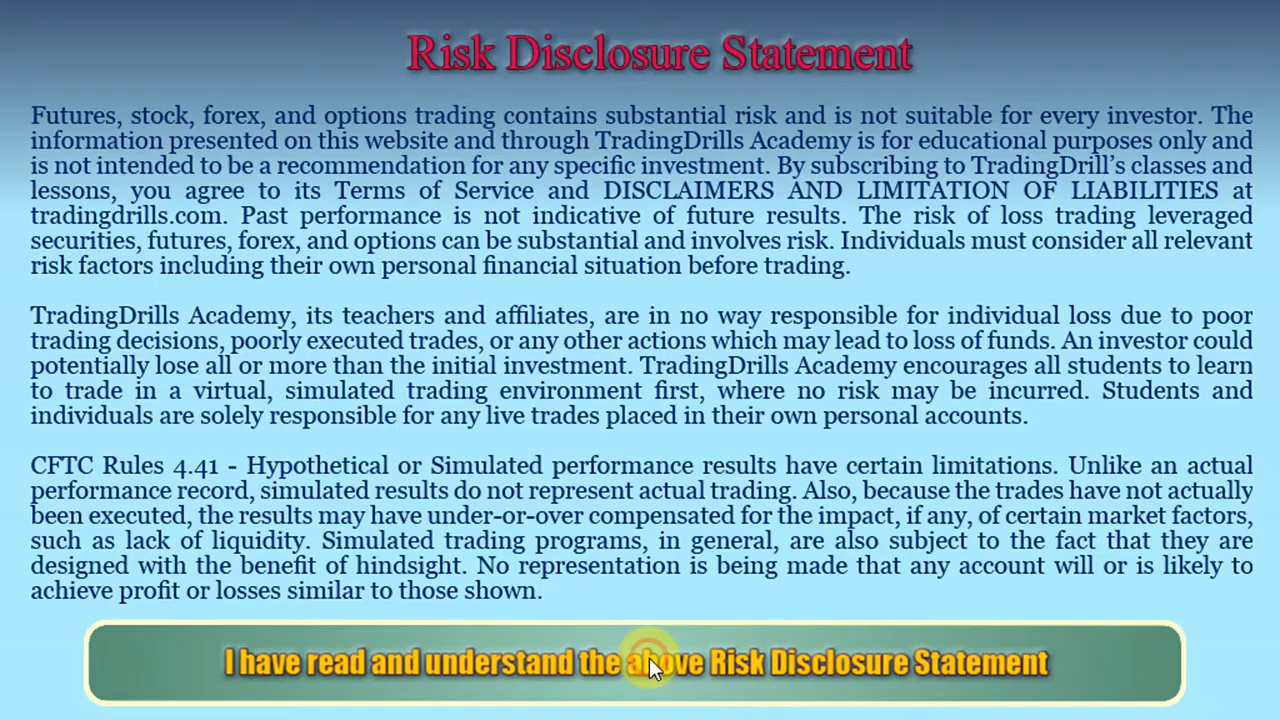 Risk Disclosure Statement
Futures, stock, forex, and options trading contains substantial risk and is not suitable for every investor. The
information presented on this website and through TradingDrills Academy is for educational purposes only and
is not intended to be a recommendation for any specific investment. By subscribing to TradingDrill’s classes and
lessons, you agree to its Terms of Service and DISCLAIMERS AND LIMITATION OF LIABILITIES at
tradingdrills.com. Past performance is not indicative of future results. The risk of loss trading leveraged
securities, futures, forex, and options can be substantial and involves risk. Individuals must consider all relevant
risk factors including their own personal financial situation before trading.
TradingDrills Academy, its teachers and affiliates, are in no way responsible for individual loss due to poor
trading decisions, poorly executed trades, or any other actions which may lead to loss of funds. An investor could
potentially lose all or more than the initial investment. TradingDrills Academy encourages all students to learn
to trade in a virtual, simulated trading environment first, where no risk may be incurred. Students and
individuals are solely responsible for any live trades placed in their own personal accounts.
CFTC Rules 4.41 - Hypothetical or Simulated performance results have certain limitations. Unlike an actual
performance record, simulated results do not represent actual trading. Also, because the trades have not actually
been executed, the results may have under-or-over compensated for the impact, if any, of certain market factors,
such as lack of liquidity. Simulated trading programs, in general, are also subject to the fact that they are
designed with the benefit of hindsight. No representation is being made that any account will or is likely to
achieve profit or losses similar to those shown.
I have read and understand the above Risk Disclosure Statement